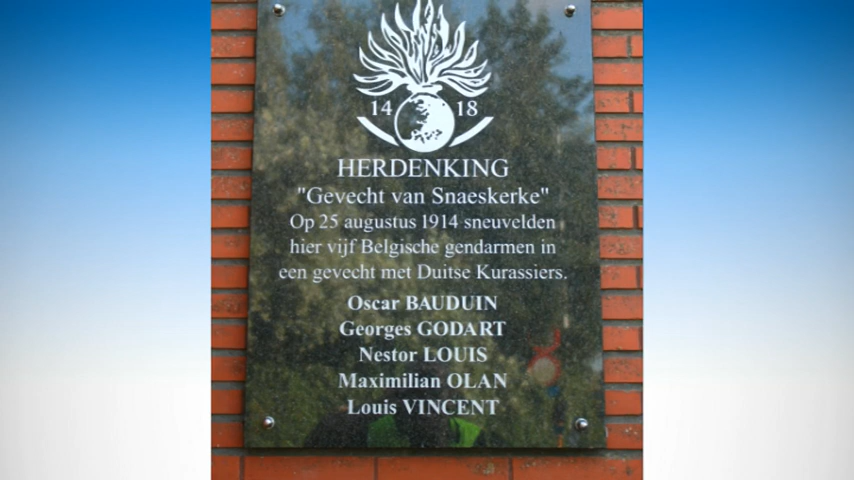 14 18
HERDENKING
"Gevecht van Snaeskerke"
Op 25 augustus 1914 sneuvelden
hier vijf Belgische gendarmen in
een gevecht met Duitse Kurassiers.
Oscar BAUDUIN
Georges GODART
Nestor LOUIS
Maximilian OLAN
Louis VINCENT